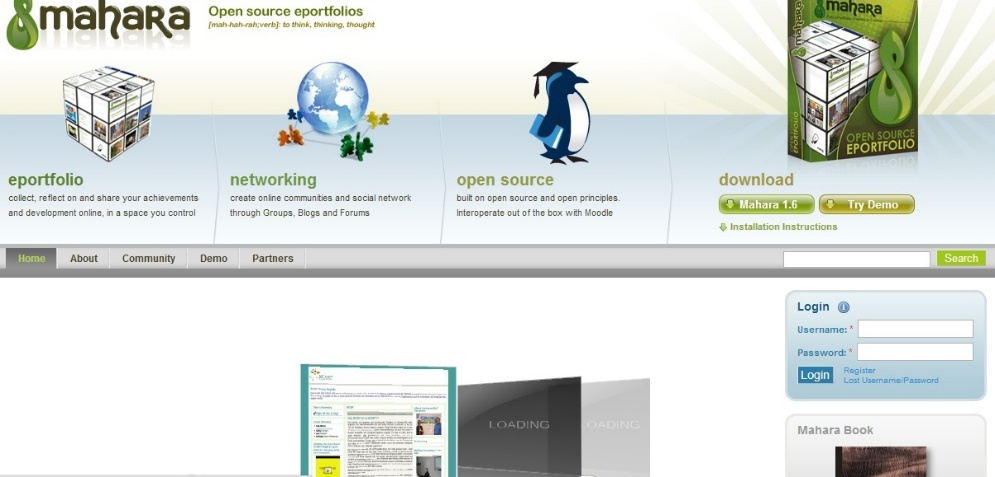 mahara
Open source eportfolios
[mah-hah-rah;verb]: to think, thinking, thought
mahara
OPEN SOURCE
EPORTFOLIO
EPORTFOLIO
eportfolio
collect, reflect on and share your achievements
and development online, in a space you control
networking
create online communities and social network
through Groups, Blogs and Forums
open source
built on open source and open principles.
Interoperate out of the box with Moodle
download
Mahara 1.6
Try Demo
Installation Instructions
Home About Community Demo Partners
Search
Login
Username: *
Password: *
Login
Register
Lost Username/Password
LOADING
LOADING
Mahara Book